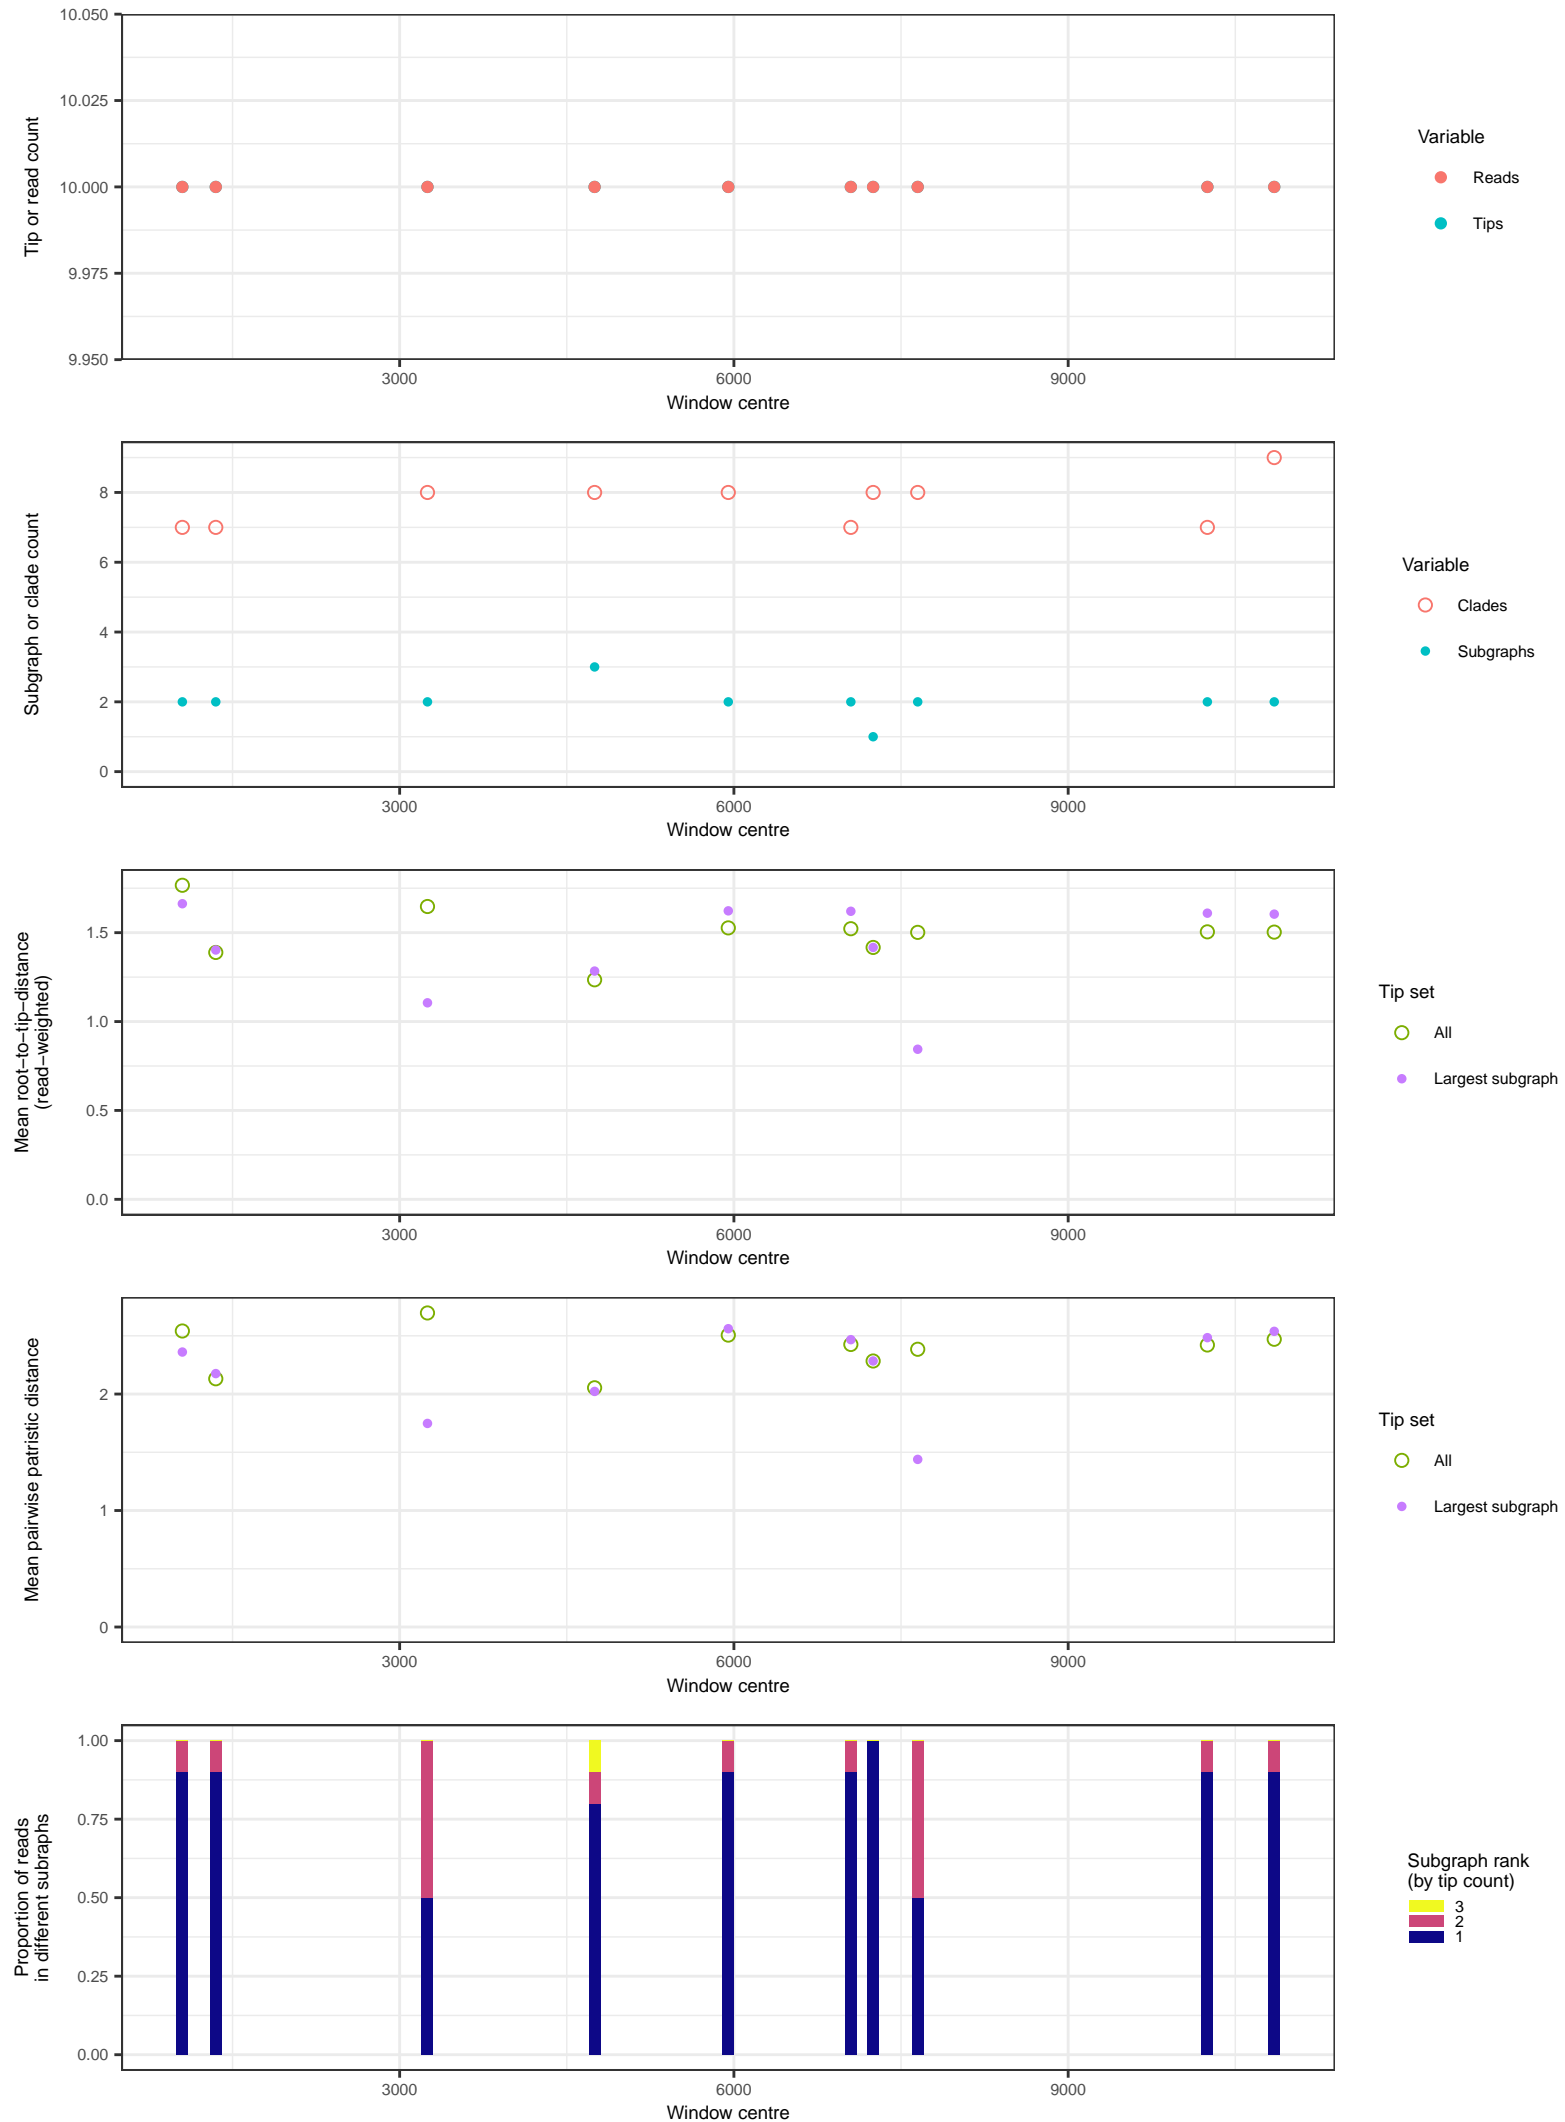 10.050
10.025
10.000
9.975
9.950
Tip or read count
3000
6000
9000
Window centre
Variable
Reads
Tips
8
6
4
2
0
Subgraph or clade count
3000
6000
9000
Window centre
Variable
Clades
Subgraphs
1.5
1.0
0.5
0.0
Mean root−to−tip−distance
(read−weighted)
3000
6000
9000
Window centre
Tip set
All
Largest subgraph
2
1
0
Mean pairwise patristic distance
3000
6000
9000
Window centre
Tip set
All
Largest subgraph
1.00
0.75
0.50
0.25
0.00
Proportion of reads
in different subraphs
3000
6000
9000
Window centre
Subgraph rank
(by tip count)
3
2
1